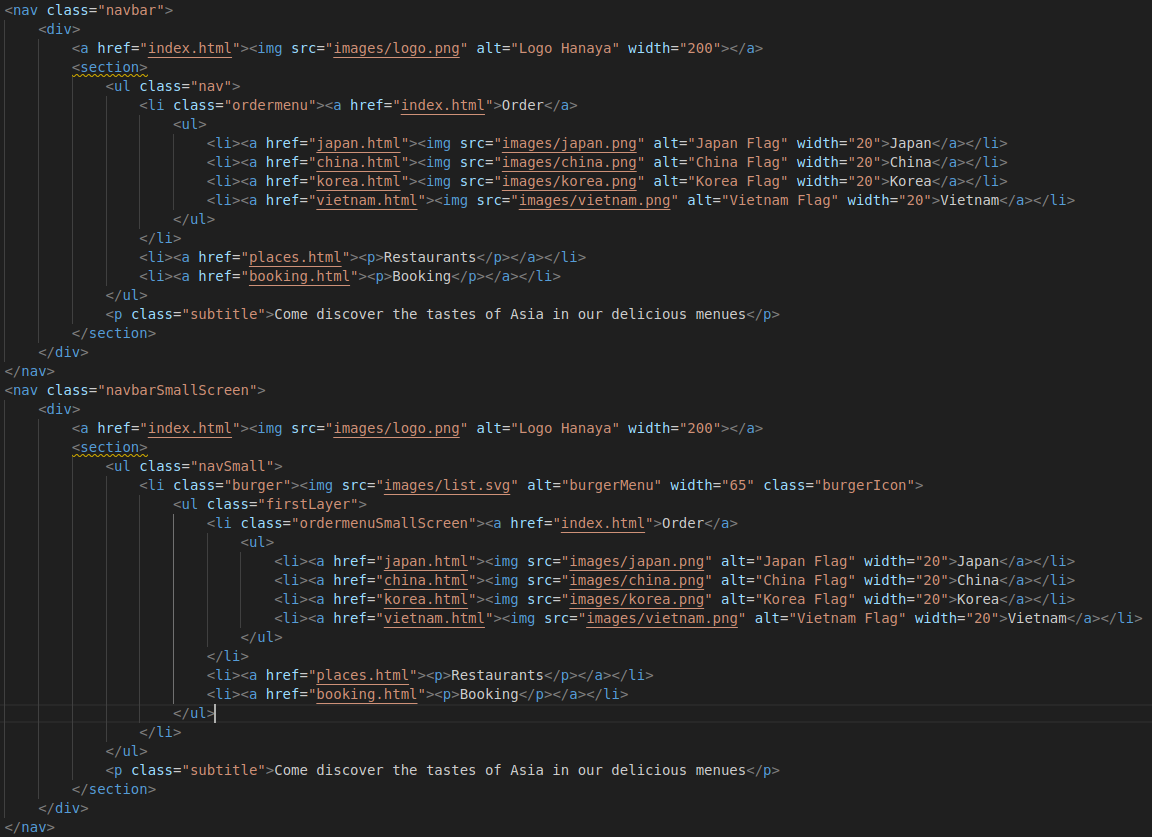 <nav class="navbar">
    <div>
        <a href="index.html"><img src="images/logo.png" alt="Logo Hanaya" width="200"></a>
        <section>
            <ul class="nav">
                <li class="ordermenu"><a href="index.html">Order</a>
                    <ul>
                        <li><a href="japan.html"><img src="images/japan.png" alt="Japan Flag" width="20">Japan</a></li>
                        <li><a href="china.html"><img src="images/china.png" alt="China Flag" width="20">China</a></li>
                        <li><a href="korea.html"><img src="images/korea.png" alt="Korea Flag" width="20">Korea</a></li>
                        <li><a href="vietnam.html"><img src="images/vietnam.png" alt="Vietnam Flag" width="20">Vietnam</a></li>
                    </ul>
                </li>
                <li><a href="places.html"><p>Restaurants</p></a></li>
                <li><a href="booking.html"><p>Booking</p></a></li>
            </ul>
            <p class="subtitle">Come discover the tastes of Asia in our delicious menues</p>
        </section>
    </div>
</nav>
<nav class="navbarSmallScreen">
    <div>
        <a href="index.html"><img src="images/logo.png" alt="Logo Hanaya" width="200"></a>
        <section>
            <ul class="navSmall">
                <li class="burger"><img src="images/list.svg" alt="burgerMenu" width="65" class="burgerIcon">
                    <ul class="firstLayer">
                        <li class="ordermenuSmallScreen"><a href="index.html">Order</a>
                            <ul>
                                <li><a href="japan.html"><img src="images/japan.png" alt="Japan Flag" width="20">Japan</a></li>
                                <li><a href="china.html"><img src="images/china.png" alt="China Flag" width="20">China</a></li>
                                <li><a href="korea.html"><img src="images/korea.png" alt="Korea Flag" width="20">Korea</a></li>
                                <li><a href="vietnam.html"><img src="images/vietnam.png" alt="Vietnam Flag" width="20">Vietnam</a></li>
                            </ul>
                        </li>
                        <li><a href="places.html"><p>Restaurants</p></a></li>
                        <li><a href="booking.html"><p>Booking</p></a></li>
                    </ul>
                </li>
            </ul>
            <p class="subtitle">Come discover the tastes of Asia in our delicious menues</p>
        </section>
    </div>
</nav>